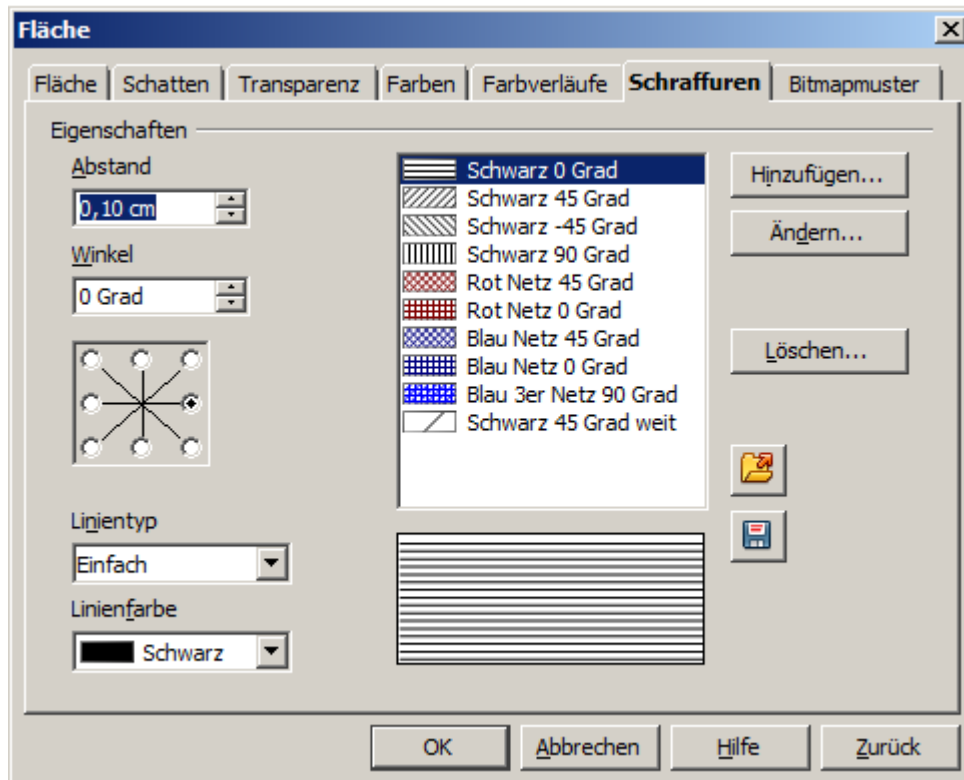 Fläche
Fläche Schatten Transparenz Farben Farbverläufe Schraffuren Bitmapmuster
Eigenschaften
Abstand
0,10 cm
Winkel
0 Grad
Linientyp
Einfach
Linienfarbe
Schwarz
Schwarz 0 Grad
Schwarz 45 Grad
Schwarz -45 Grad
Schwarz 90 Grad
Rot Netz 45 Grad
Rot Netz 0 Grad
Blau Netz 45 Grad
Blau Netz 0 Grad
Blau 3er Netz 90 Grad
Schwarz 45 Grad weit
Hinzufügen...
Ändern...
Löschen...
OK Abbrechen Hilfe Zurück